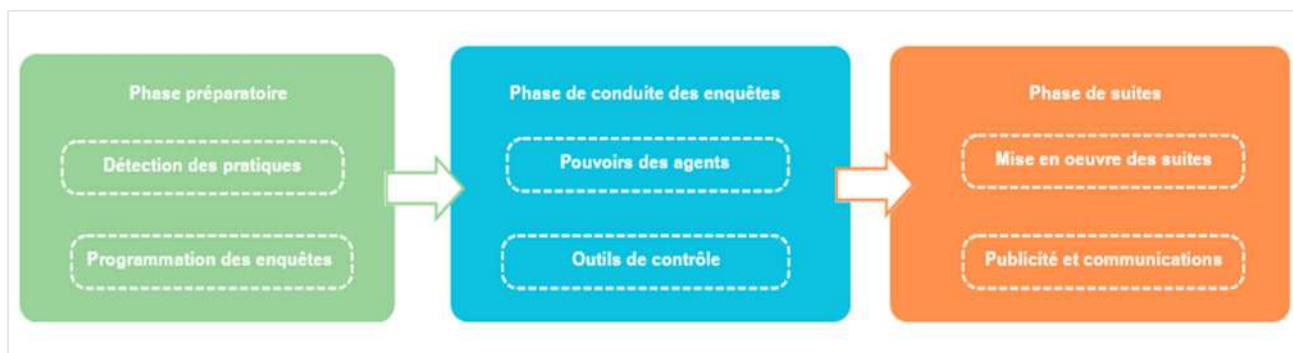 Phase préparatoire
Détection des pratiques
Programmation des enquêtes
Phase de conduite des enquêtes
Pouvoirs des agents
Outils de contrôle
Phase de suites
Mise en oeuvre des suites
Publicité et communications